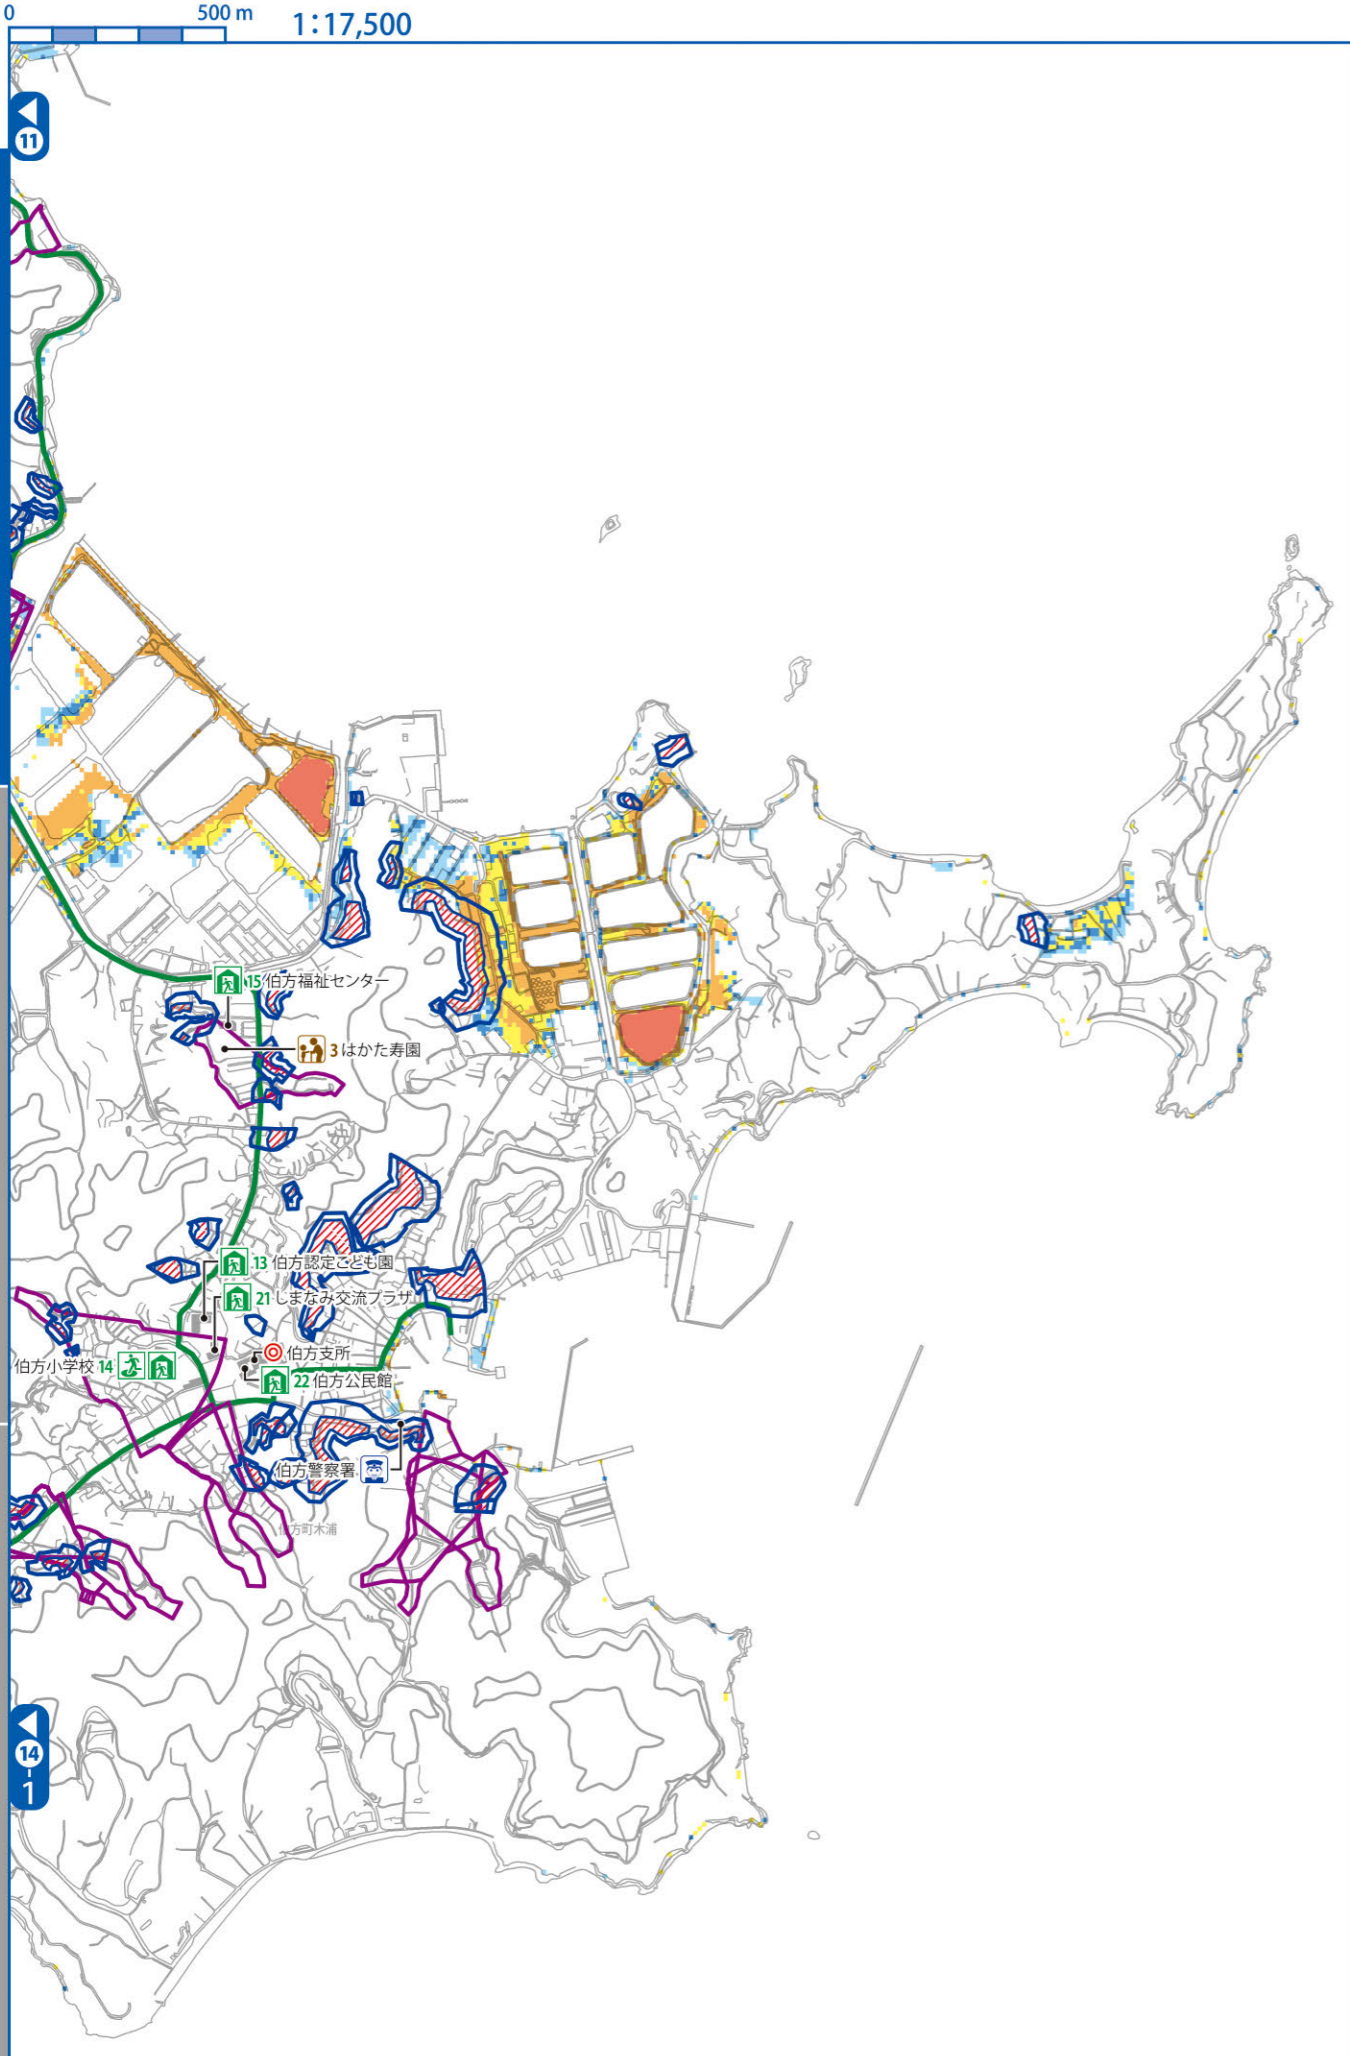 0 500 m 1:17,500
11
15 伯方福祉センター
3 はかた寿園
13 伯方認定こども園
21 しまなみ交流プラザ
伯方支所
伯方小学校 14
22 伯方公民館
伯方警察署
伯方町木浦
14-1